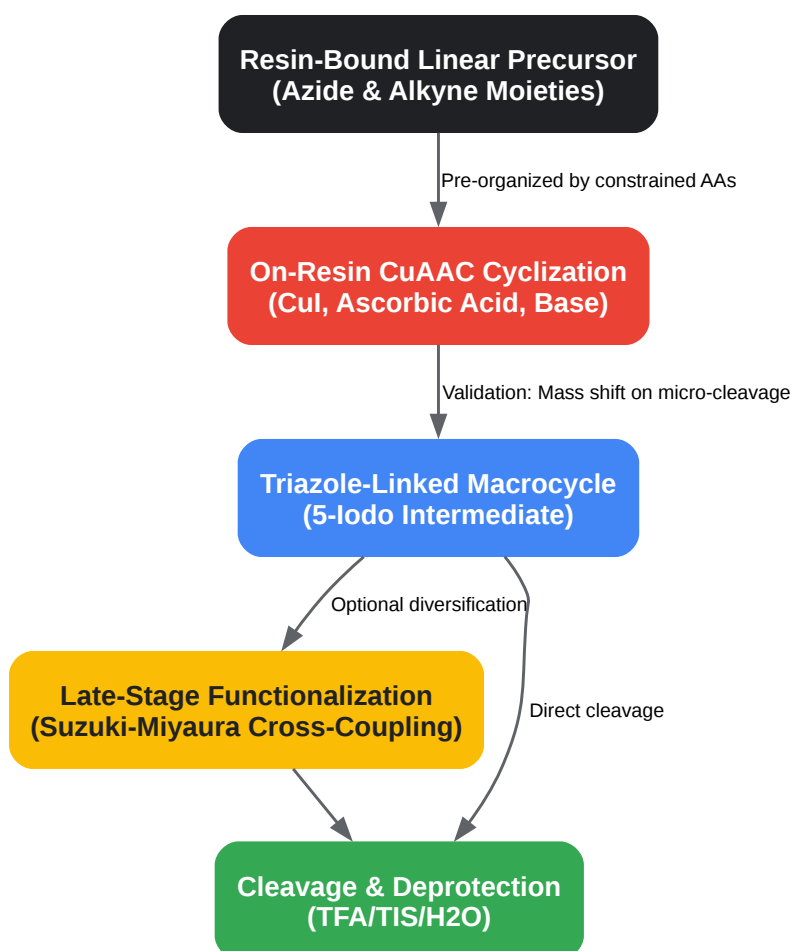 Resin-Bound Linear Precursor
(Azide & Alkyne Moieties)
Pre-organized by constrained AAs
On-Resin CuAAC Cyclization
(CuI, Ascorbic Acid, Base)
Validation: Mass shift on micro-cleavage
Triazole-Linked Macrocycle
(5-Iodo Intermediate)
Optional diversification
Late-Stage Functionalization
(Suzuki-Miyaura Cross-Coupling)
Direct cleavage
Cleavage & Deprotection
(TFA/TIS/H2O)